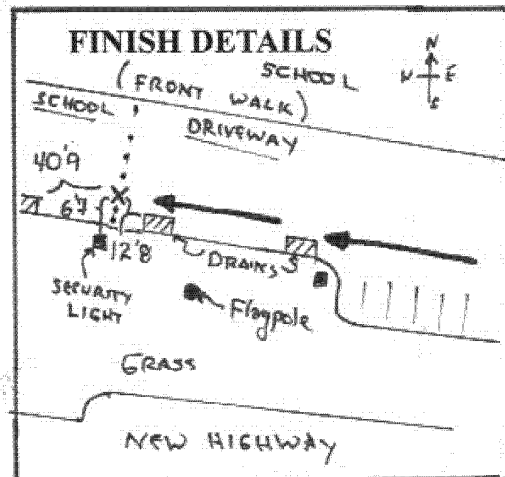 FINISH DETAILS
N
W E
S
SCHOOL
(FRONT WALK)
SCHOOL
DRIVEWAY
40'9
6'7
X
12'8
DRAINS
SECURITY
LIGHT
Flagpole
GRASS
NEW HIGHWAY